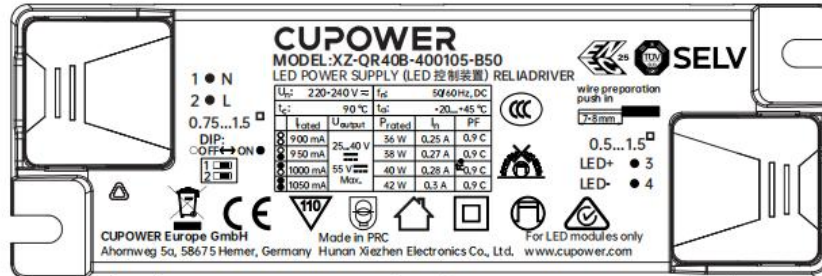 CUPOWER
MODEL:XZ-QR40B-400105-B50
LED POWER SUPPLY (LED 控制装置) RELIADRIVER
Un: 220-240 V fn: 50/60Hz, DC
tc: 90 ℃ ta: -20...+45 ℃
Irated Uoutput Prated In PF
900 mA 25...40 V 36 W 0,25 A 0,9 C
950 mA 38 W 0,27 A 0,9 C
1000 mA 55 V Max. 40 W 0,28 A 0,9 C
1050 mA 42 W 0,3 A 0,9 C
1 ● N
2 ● L
0.75...1.5
DIP:
○OFF↔ON●
1
2
CCC
25
TÜV
SELV
wire preparation
push in
7-8mm
0.5...1.5
LED+ ● 3
LED- ● 4
CE
110
CUPOWER Europe GmbH
Made in PRC
For LED modules only
Ahornweg 5a, 58675 Hemer, Germany Hunan Xiezhen Electronics Co., Ltd. www.cupower.com